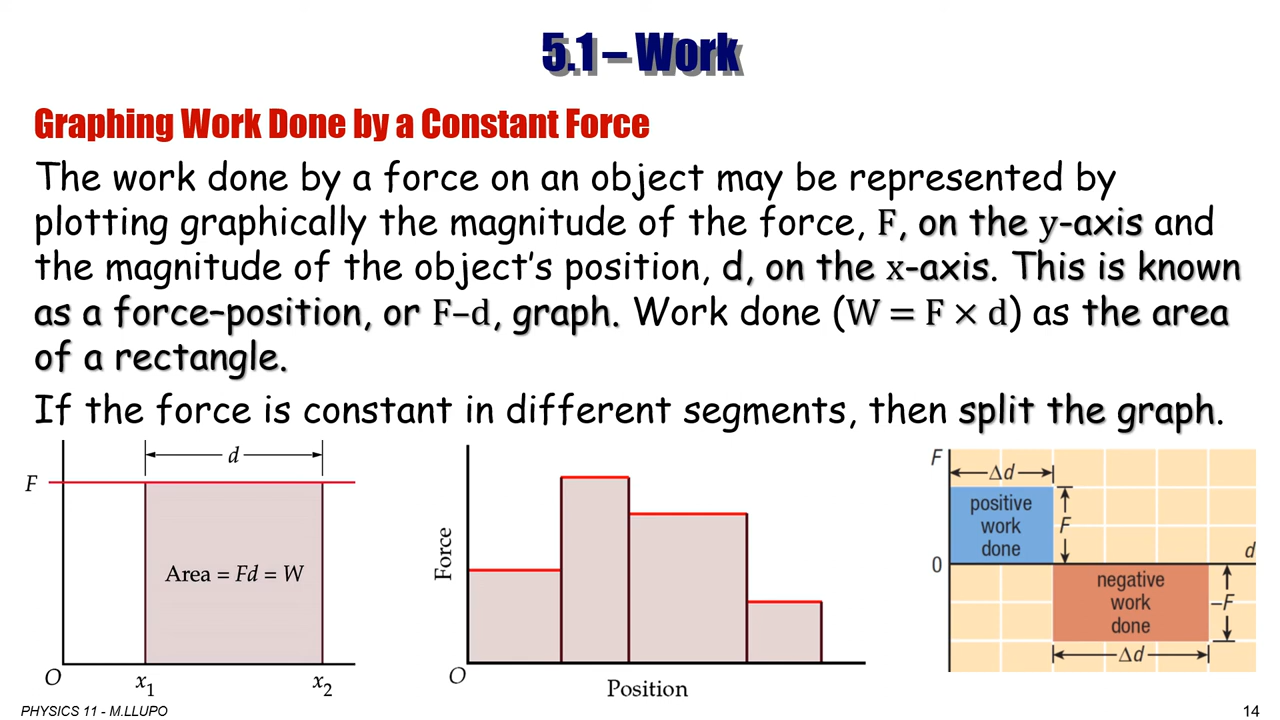 5.1 – Work
Graphing Work Done by a Constant Force
The work done by a force on an object may be represented by
plotting graphically the magnitude of the force, F, on the y-axis and
the magnitude of the object’s position, d, on the x-axis. This is known
as a force–position, or F–d, graph. Work done (W = F × d) as the area
of a rectangle.
If the force is constant in different segments, then split the graph.
d
F
Area = Fd = W
O
x₁
x₂
Force
O
Position
F
Δd
positive
work
done
F
d
0
negative
work
done
–F
Δd
PHYSICS 11 - M.LLUPO
14